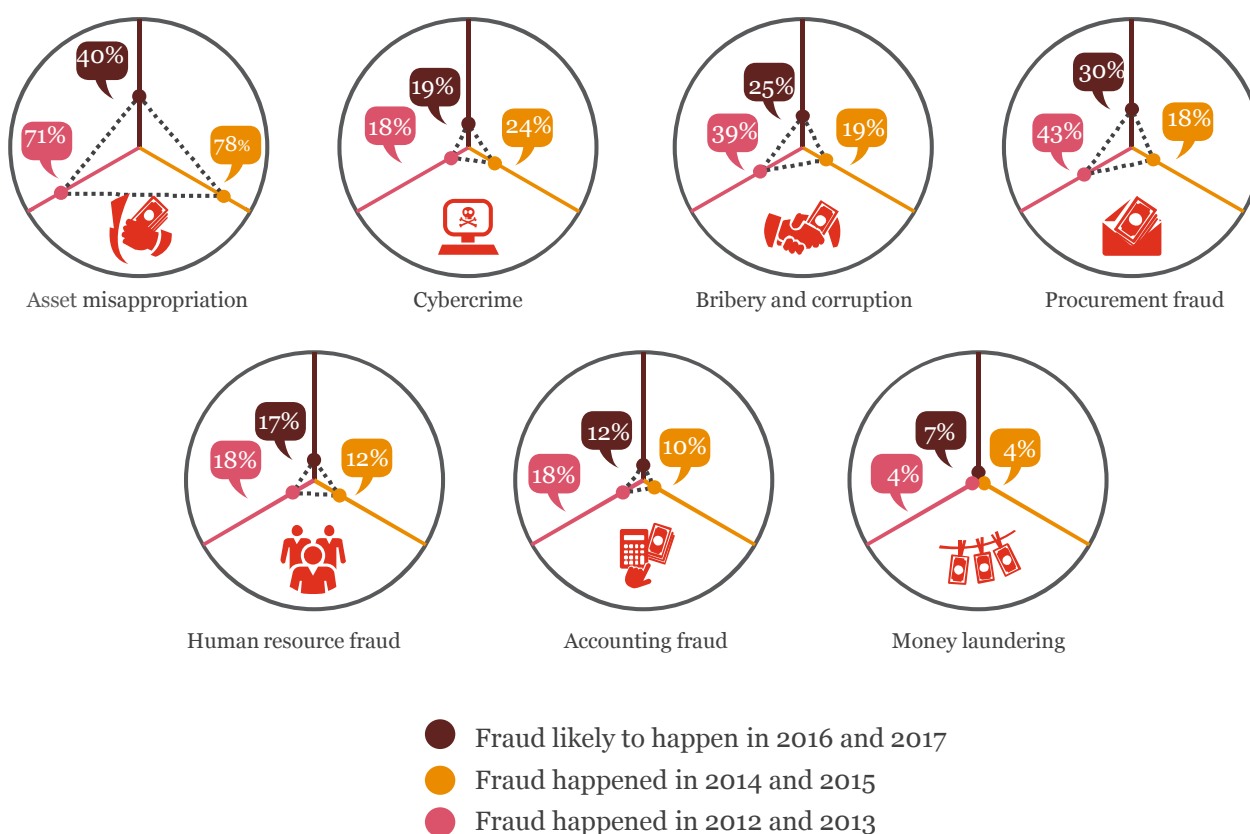 40%
71%
78%
Asset misappropriation
19%
18%
24%
Cybercrime
25%
39%
19%
Bribery and corruption
30%
43%
18%
Procurement fraud
17%
18%
12%
Human resource fraud
12%
18%
10%
Accounting fraud
7%
4%
4%
Money laundering
Fraud likely to happen in 2016 and 2017
Fraud happened in 2014 and 2015
Fraud happened in 2012 and 2013